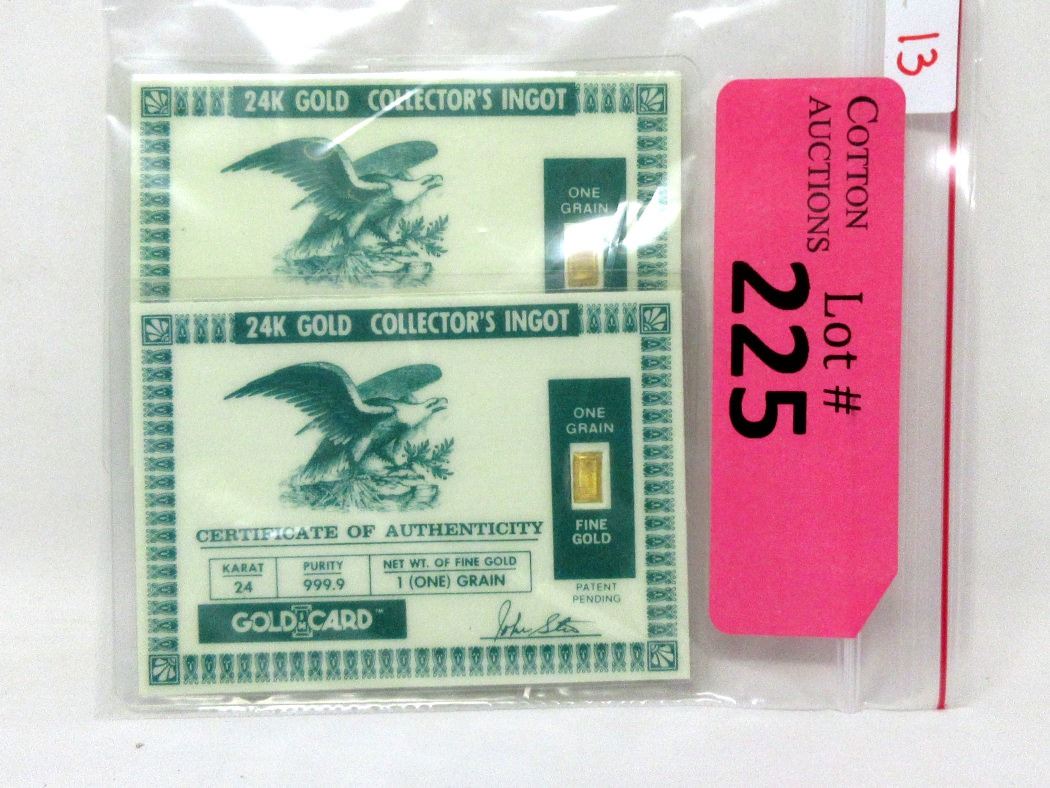 24K GOLD COLLECTOR'S INGOT
ONE
GRAIN
24K GOLD COLLECTOR'S INGOT
ONE
GRAIN
FINE
GOLD
CERTIFICATE OF AUTHENTICITY
KARAT
24
PURITY
999.9
NET WT. OF FINE GOLD
1 (ONE) GRAIN
PATENT
PENDING
GOLD CARD™
13
COTTON
AUCTIONS
Lot #
225